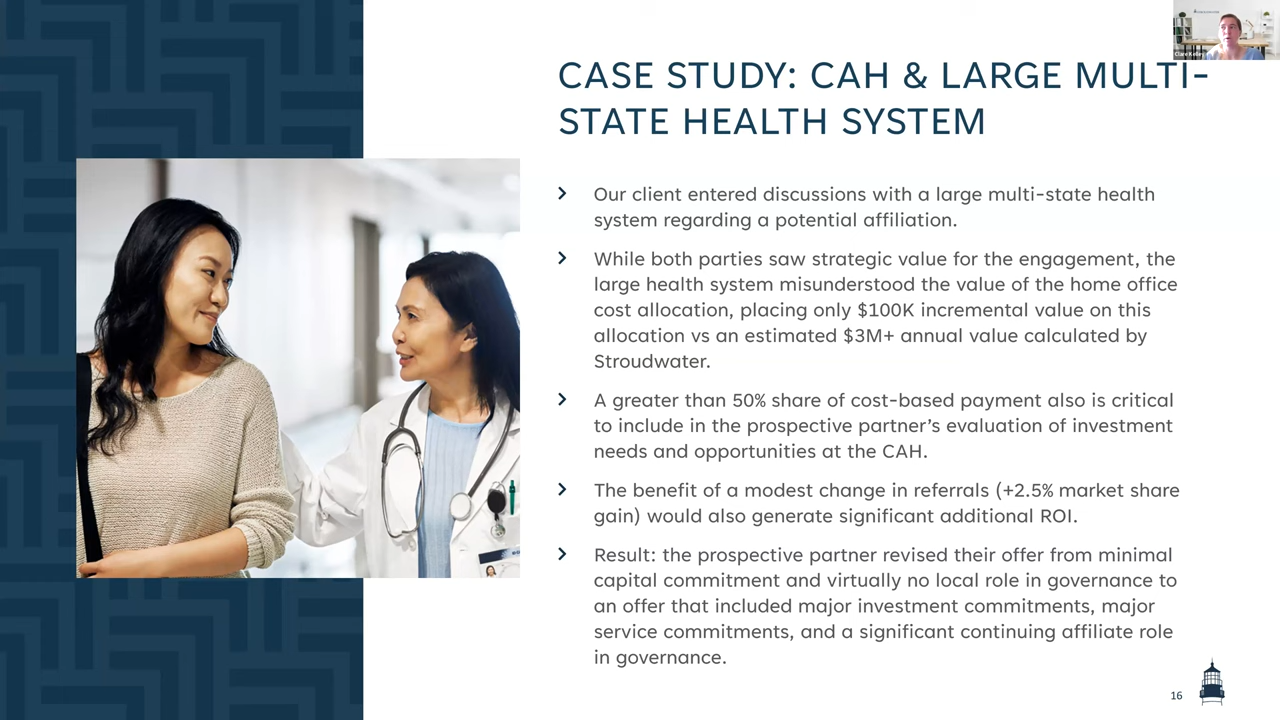 CASE STUDY: CAH & LARGE MULTI-
STATE HEALTH SYSTEM
Our client entered discussions with a large multi-state health
system regarding a potential affiliation.
While both parties saw strategic value for the engagement, the
large health system misunderstood the value of the home office
cost allocation, placing only $100K incremental value on this
allocation vs an estimated $3M+ annual value calculated by
Stroudwater.
A greater than 50% share of cost-based payment also is critical
to include in the prospective partner’s evaluation of investment
needs and opportunities at the CAH.
The benefit of a modest change in referrals (+2.5% market share
gain) would also generate significant additional ROI.
Result: the prospective partner revised their offer from minimal
capital commitment and virtually no local role in governance to
an offer that included major investment commitments, major
service commitments, and a significant continuing affiliate role
in governance.
16